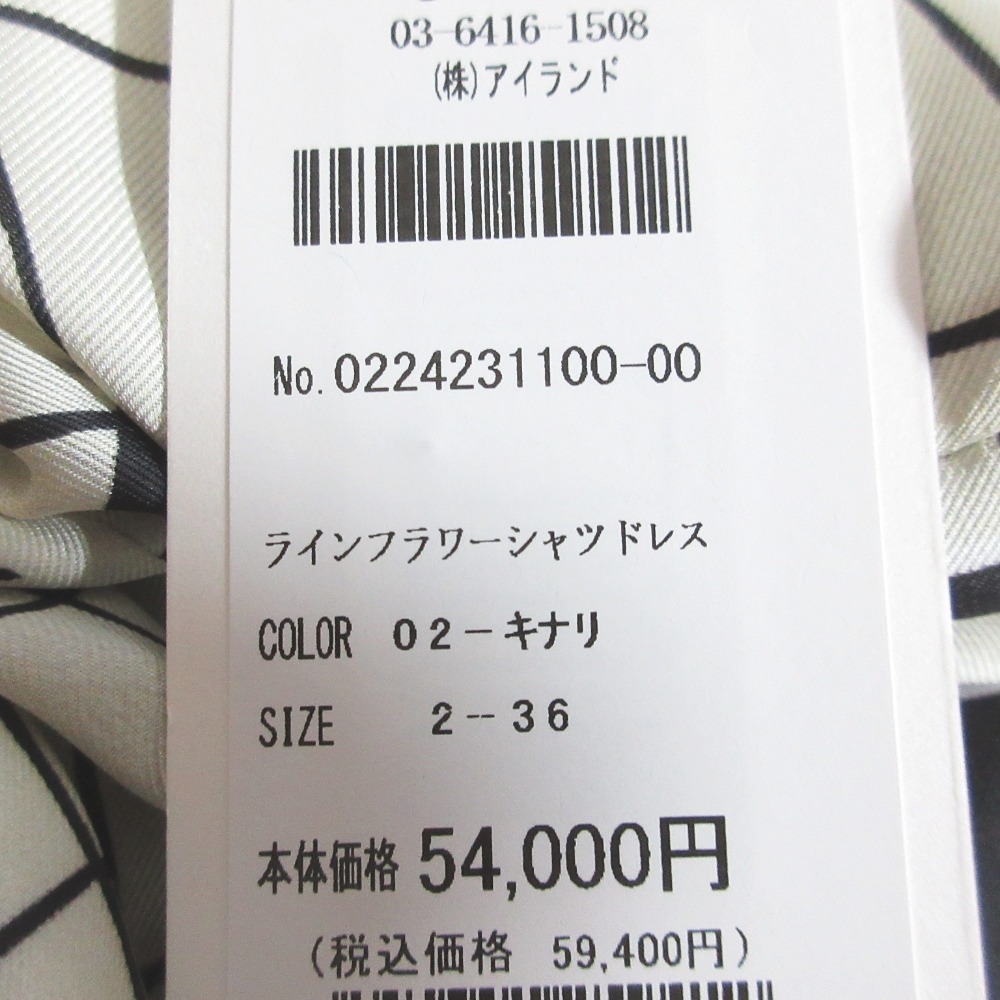 03-6416-1508
(株)アイランド
No. 0224231100-00
ラインフラワーシャツドレス
COLOR 02-キナリ
SIZE 2--36
本体価格 54,000円
(税込価格 59,400円)